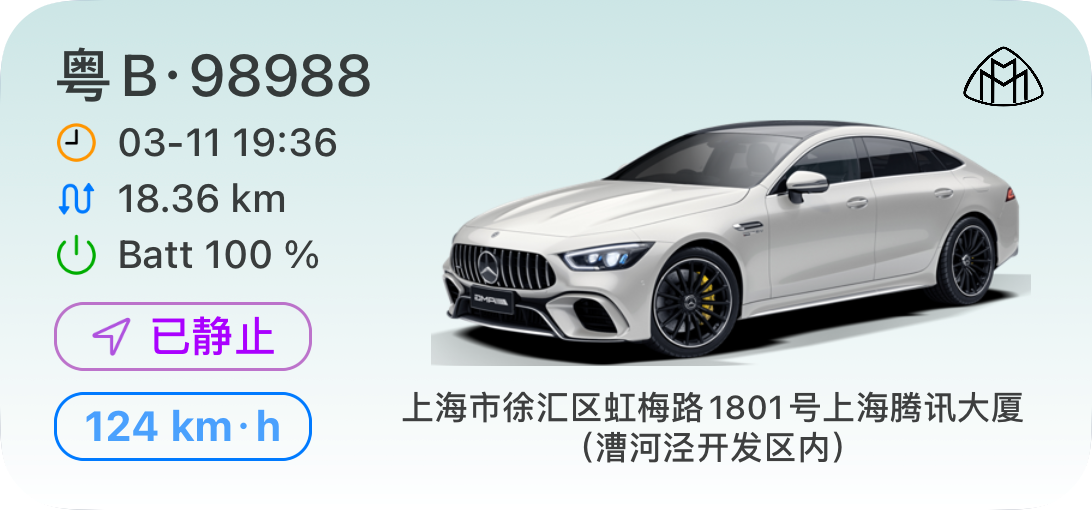 粤B·98988
03-11 19:36
18.36 km
Batt 100 %
已静止
124 km·h
上海市徐汇区虹梅路1801号上海腾讯大厦
（漕河泾开发区内）